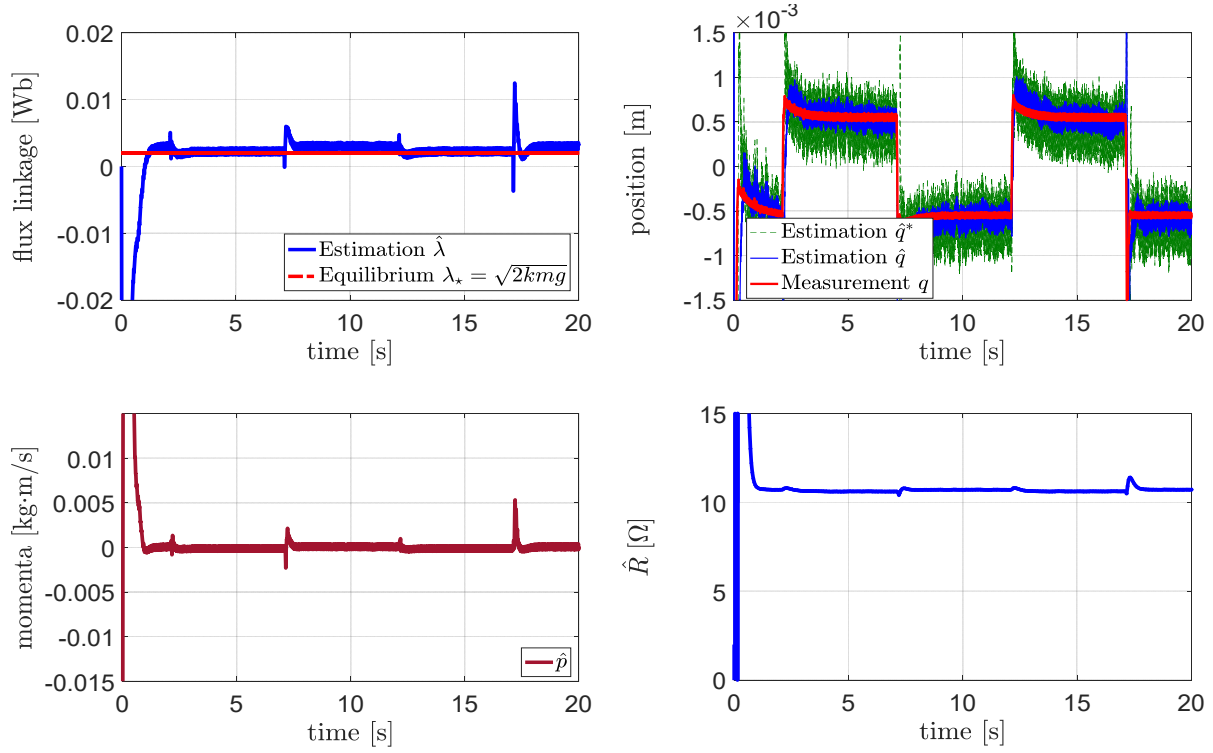 0.02
0.01
0
-0.01
-0.02
flux linkage [Wb]
Estimation λ̂
Equilibrium λ⋆ = √2kmg
0 5 10 15 20
time [s]
×10⁻³
1.5
1
0.5
0
-0.5
-1
-1.5
position [m]
Estimation q̂*
Estimation q̂
Measurement q
0 5 10 15 20
time [s]
0.01
0.005
0
-0.005
-0.01
-0.015
momenta [kg·m/s]
p̂
0 5 10 15 20
time [s]
15
10
5
0
R̂ [Ω]
0 5 10 15 20
time [s]